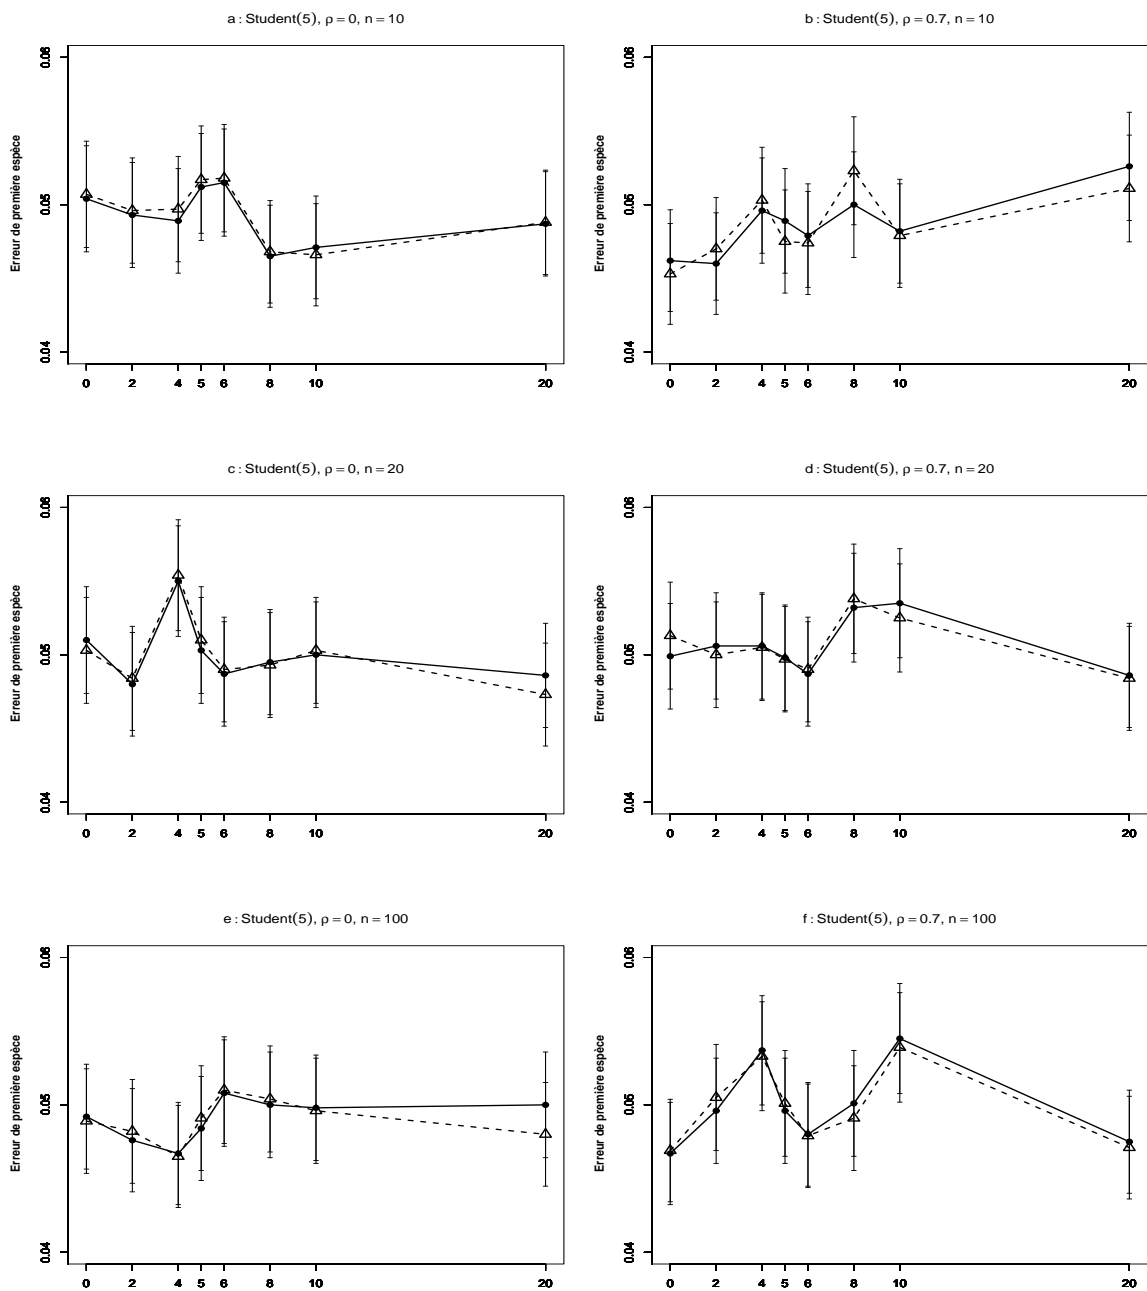 a : Student(5), ρ = 0, n = 10
Erreur de première espèce
0.04 0.05 0.06
0 2 4 5 6 8 10 20
b : Student(5), ρ = 0.7, n = 10
Erreur de première espèce
0.04 0.05 0.06
0 2 4 5 6 8 10 20
c : Student(5), ρ = 0, n = 20
Erreur de première espèce
0.04 0.05 0.06
0 2 4 5 6 8 10 20
d : Student(5), ρ = 0.7, n = 20
Erreur de première espèce
0.04 0.05 0.06
0 2 4 5 6 8 10 20
e : Student(5), ρ = 0, n = 100
Erreur de première espèce
0.04 0.05 0.06
0 2 4 5 6 8 10 20
f : Student(5), ρ = 0.7, n = 100
Erreur de première espèce
0.04 0.05 0.06
0 2 4 5 6 8 10 20